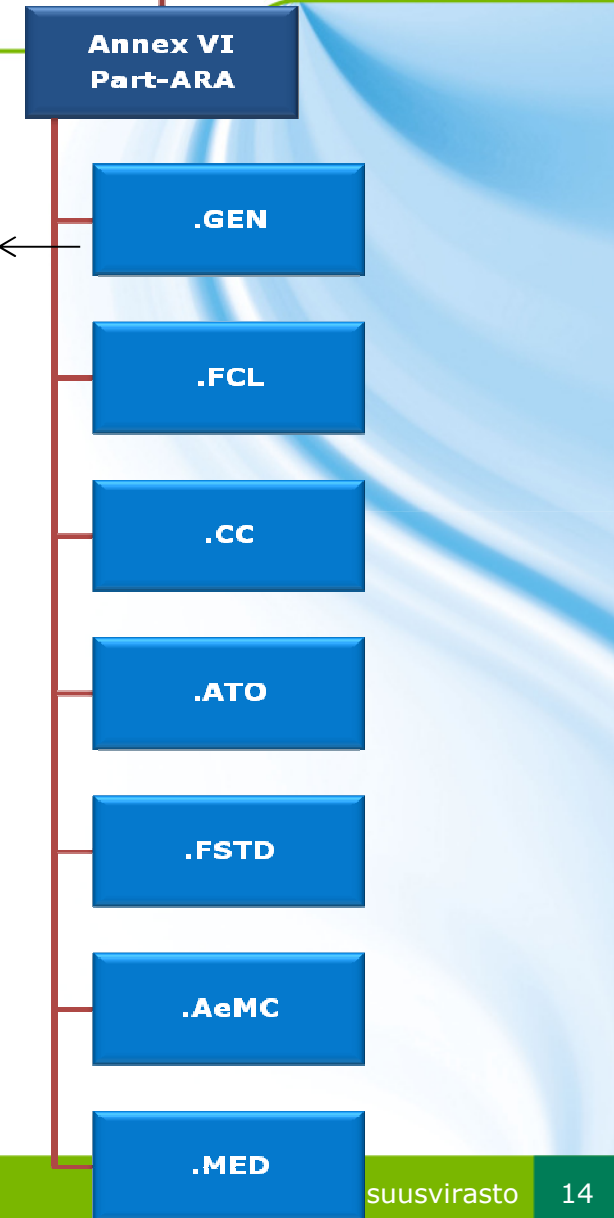 Annex VI
Part-ARA
.GEN
.FCL
.CC
.ATO
.FSTD
.AeMC
.MED
suusvirasto 14